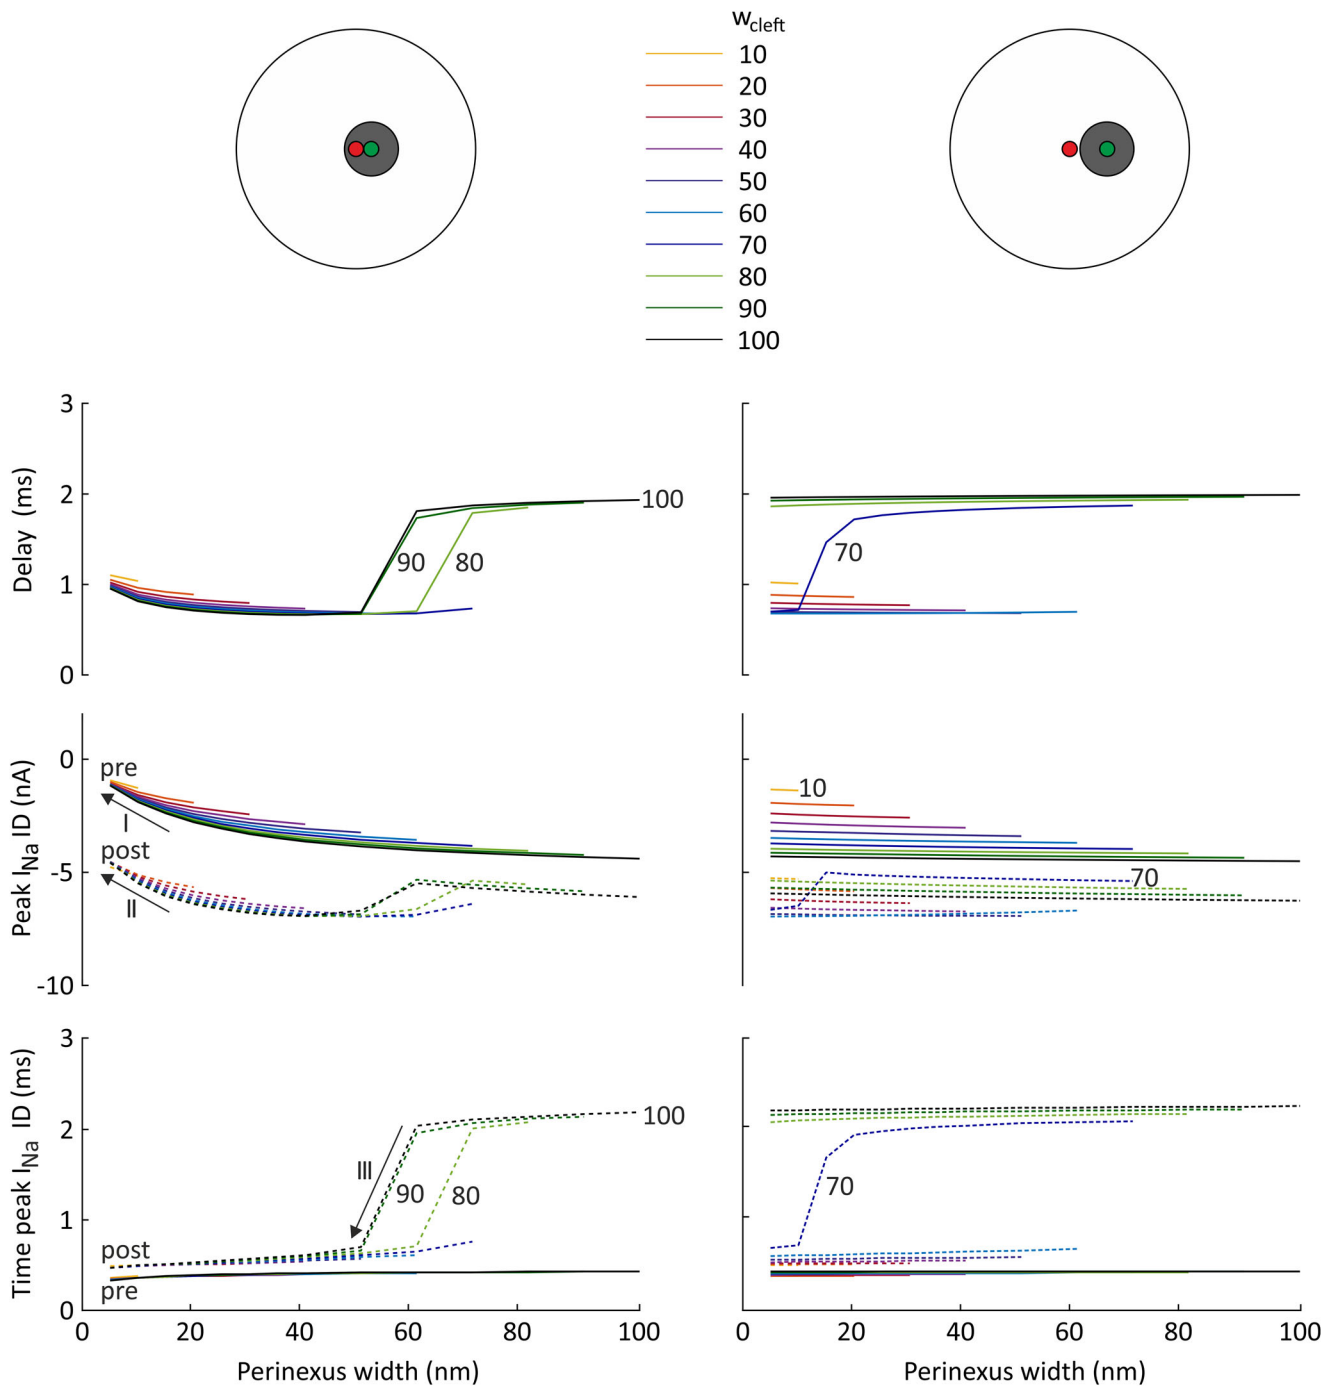 w_cleft
10
20
30
40
50
60
70
80
90
100
3
2
1
0
Delay (ms)
100
90
80
70
0
-5
-10
Peak I_Na ID (nA)
pre
I
post
II
10
70
3
2
1
0
Time peak I_Na ID (ms)
100
III
90
80
post
pre
70
0 20 40 60 80 100
Perinexus width (nm)
0 20 40 60 80 100
Perinexus width (nm)